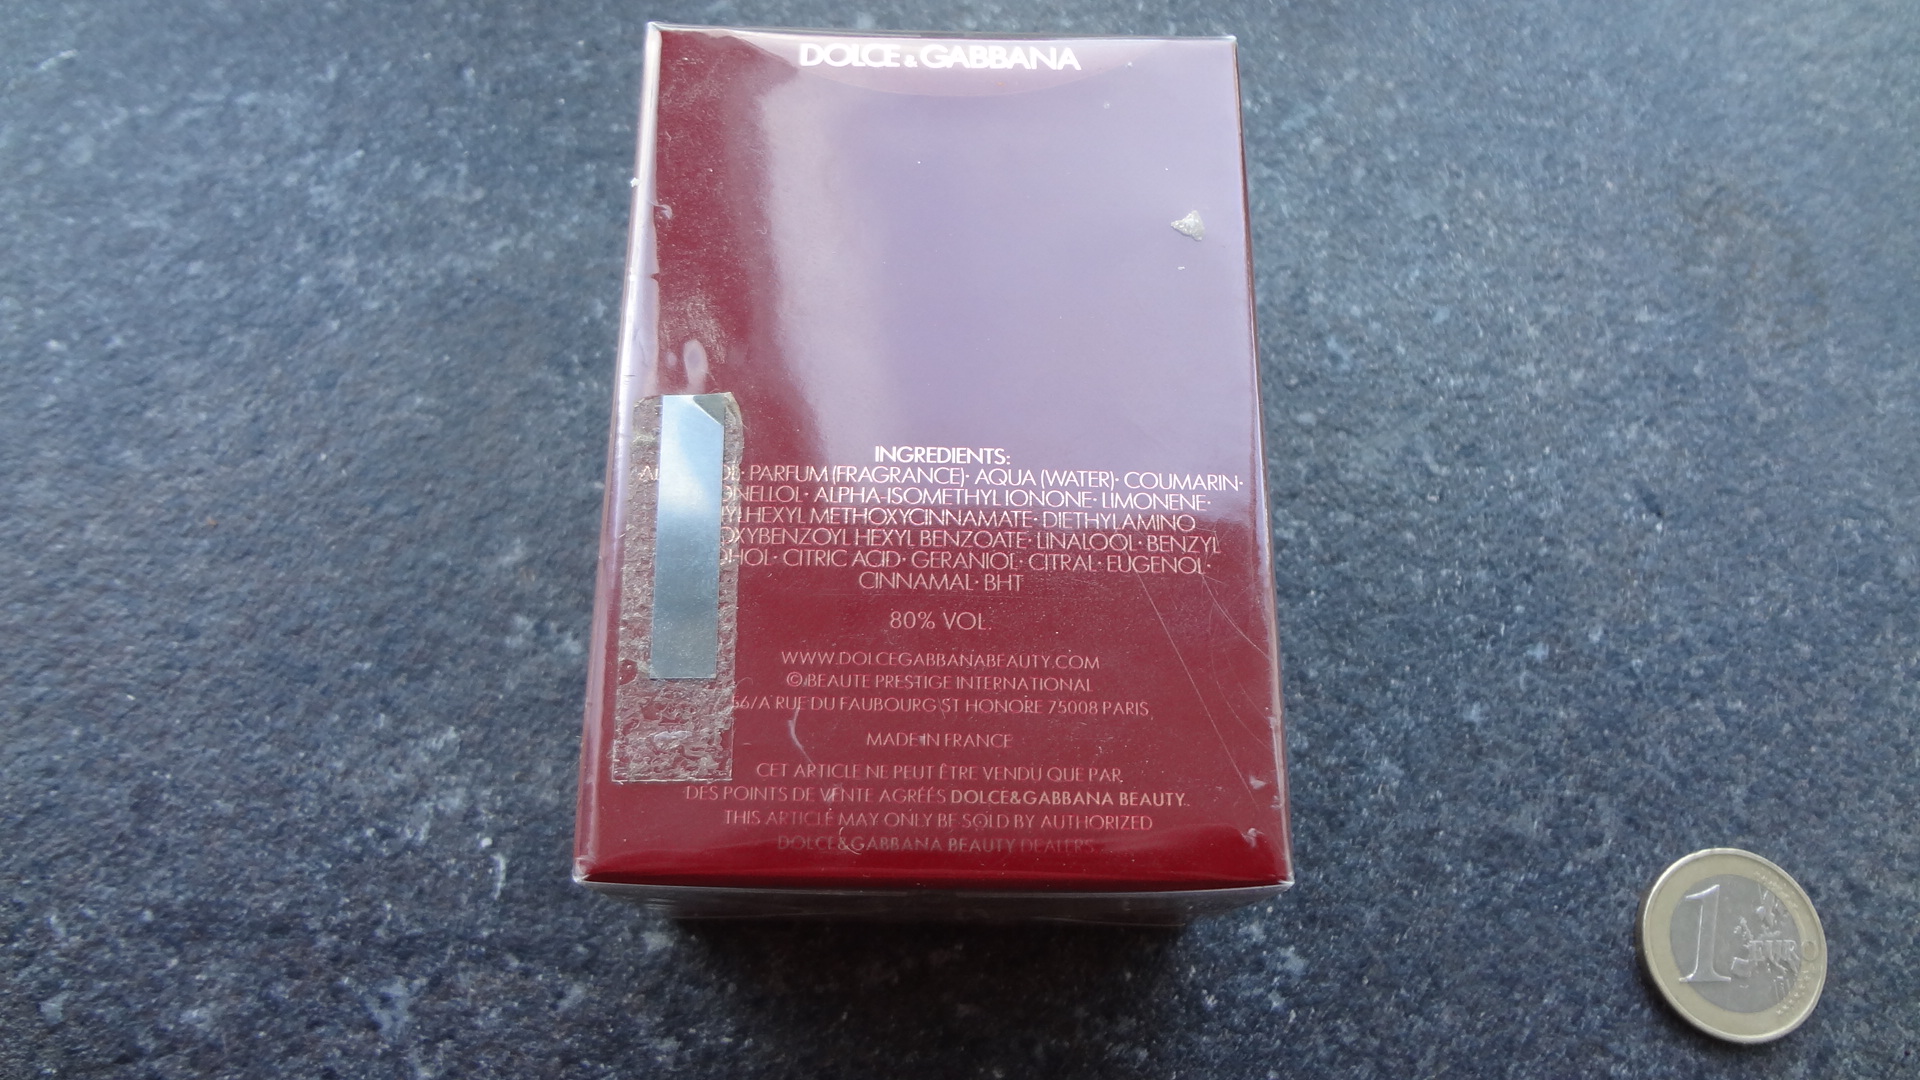 DOLCE & GABBANA
INGREDIENTS:
PARFUM (FRAGRANCE)· AQUA (WATER)· COUMARIN·
ALPHA-ISOMETHYL IONONE· LIMONENE·
METHOXYCINNAMATE· DIETHYLAMINO
HEXYL BENZOATE· LINALOOL· BENZYL
CITRIC ACID· GERANIOL· CITRAL· EUGENOL·
CINNAMAL· BHT
80% VOL.
WWW.DOLCEGABBANABEAUTY.COM
© BEAUTE PRESTIGE INTERNATIONAL
RUE DU FAUBOURG ST HONORE 75008 PARIS
MADE IN FRANCE
CET ARTICLE NE PEUT ÊTRE VENDU QUE PAR
DES POINTS DE VENTE AGRÉÉS DOLCE&GABBANA BEAUTY.
THIS ARTICLE MAY ONLY BE SOLD BY AUTHORIZED
DOLCE&GABBANA BEAUTY DEALERS
1 EURO